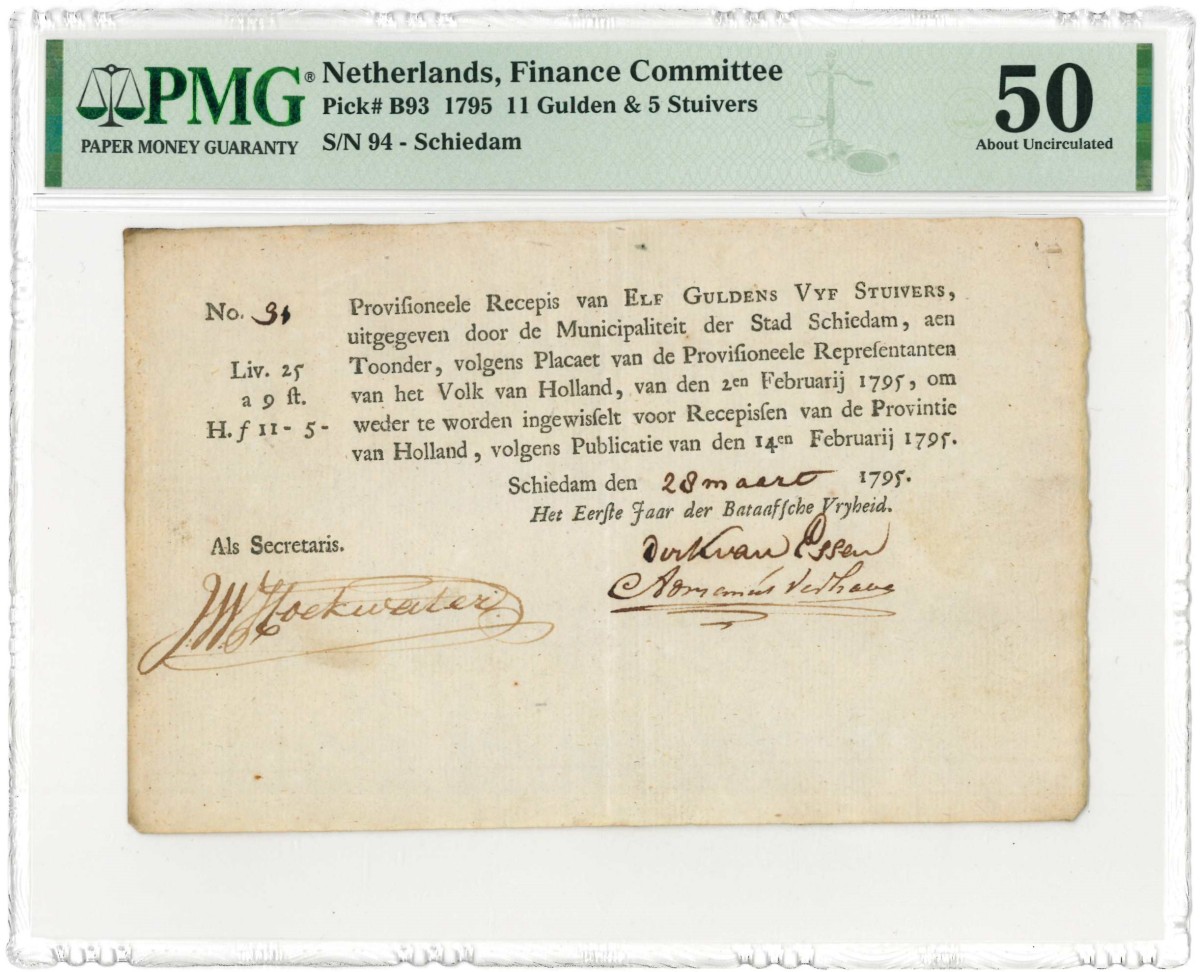 PMG®
PAPER MONEY GUARANTY
Netherlands, Finance Committee
Pick# B93 1795 11 Gulden & 5 Stuivers
S/N 94 - Schiedam
50
About Uncirculated
No.
Liv. 25
a 9 ſt.
H. f 11 - 5 -
Proviſioneele Recepis van ELF GULDENS VYF STUIVERS,
uitgegeven door de Municipaliteit der Stad Schiedam, aen
Toonder, volgens Placaet van de Proviſioneele Repreſentanten
van het Volk van Holland, van den 2en Februarij 1795, om
weder te worden ingewiſſelt voor Recepiſſen van de Provintie
van Holland, volgens Publicatie van den 14en Februarij 1795.
Schiedam den 28 maart 1795.
Het Eerſte Jaar der Bataafſche Vryheid.
Als Secretaris.
Dirk van Essen
J.W. Hoekwater